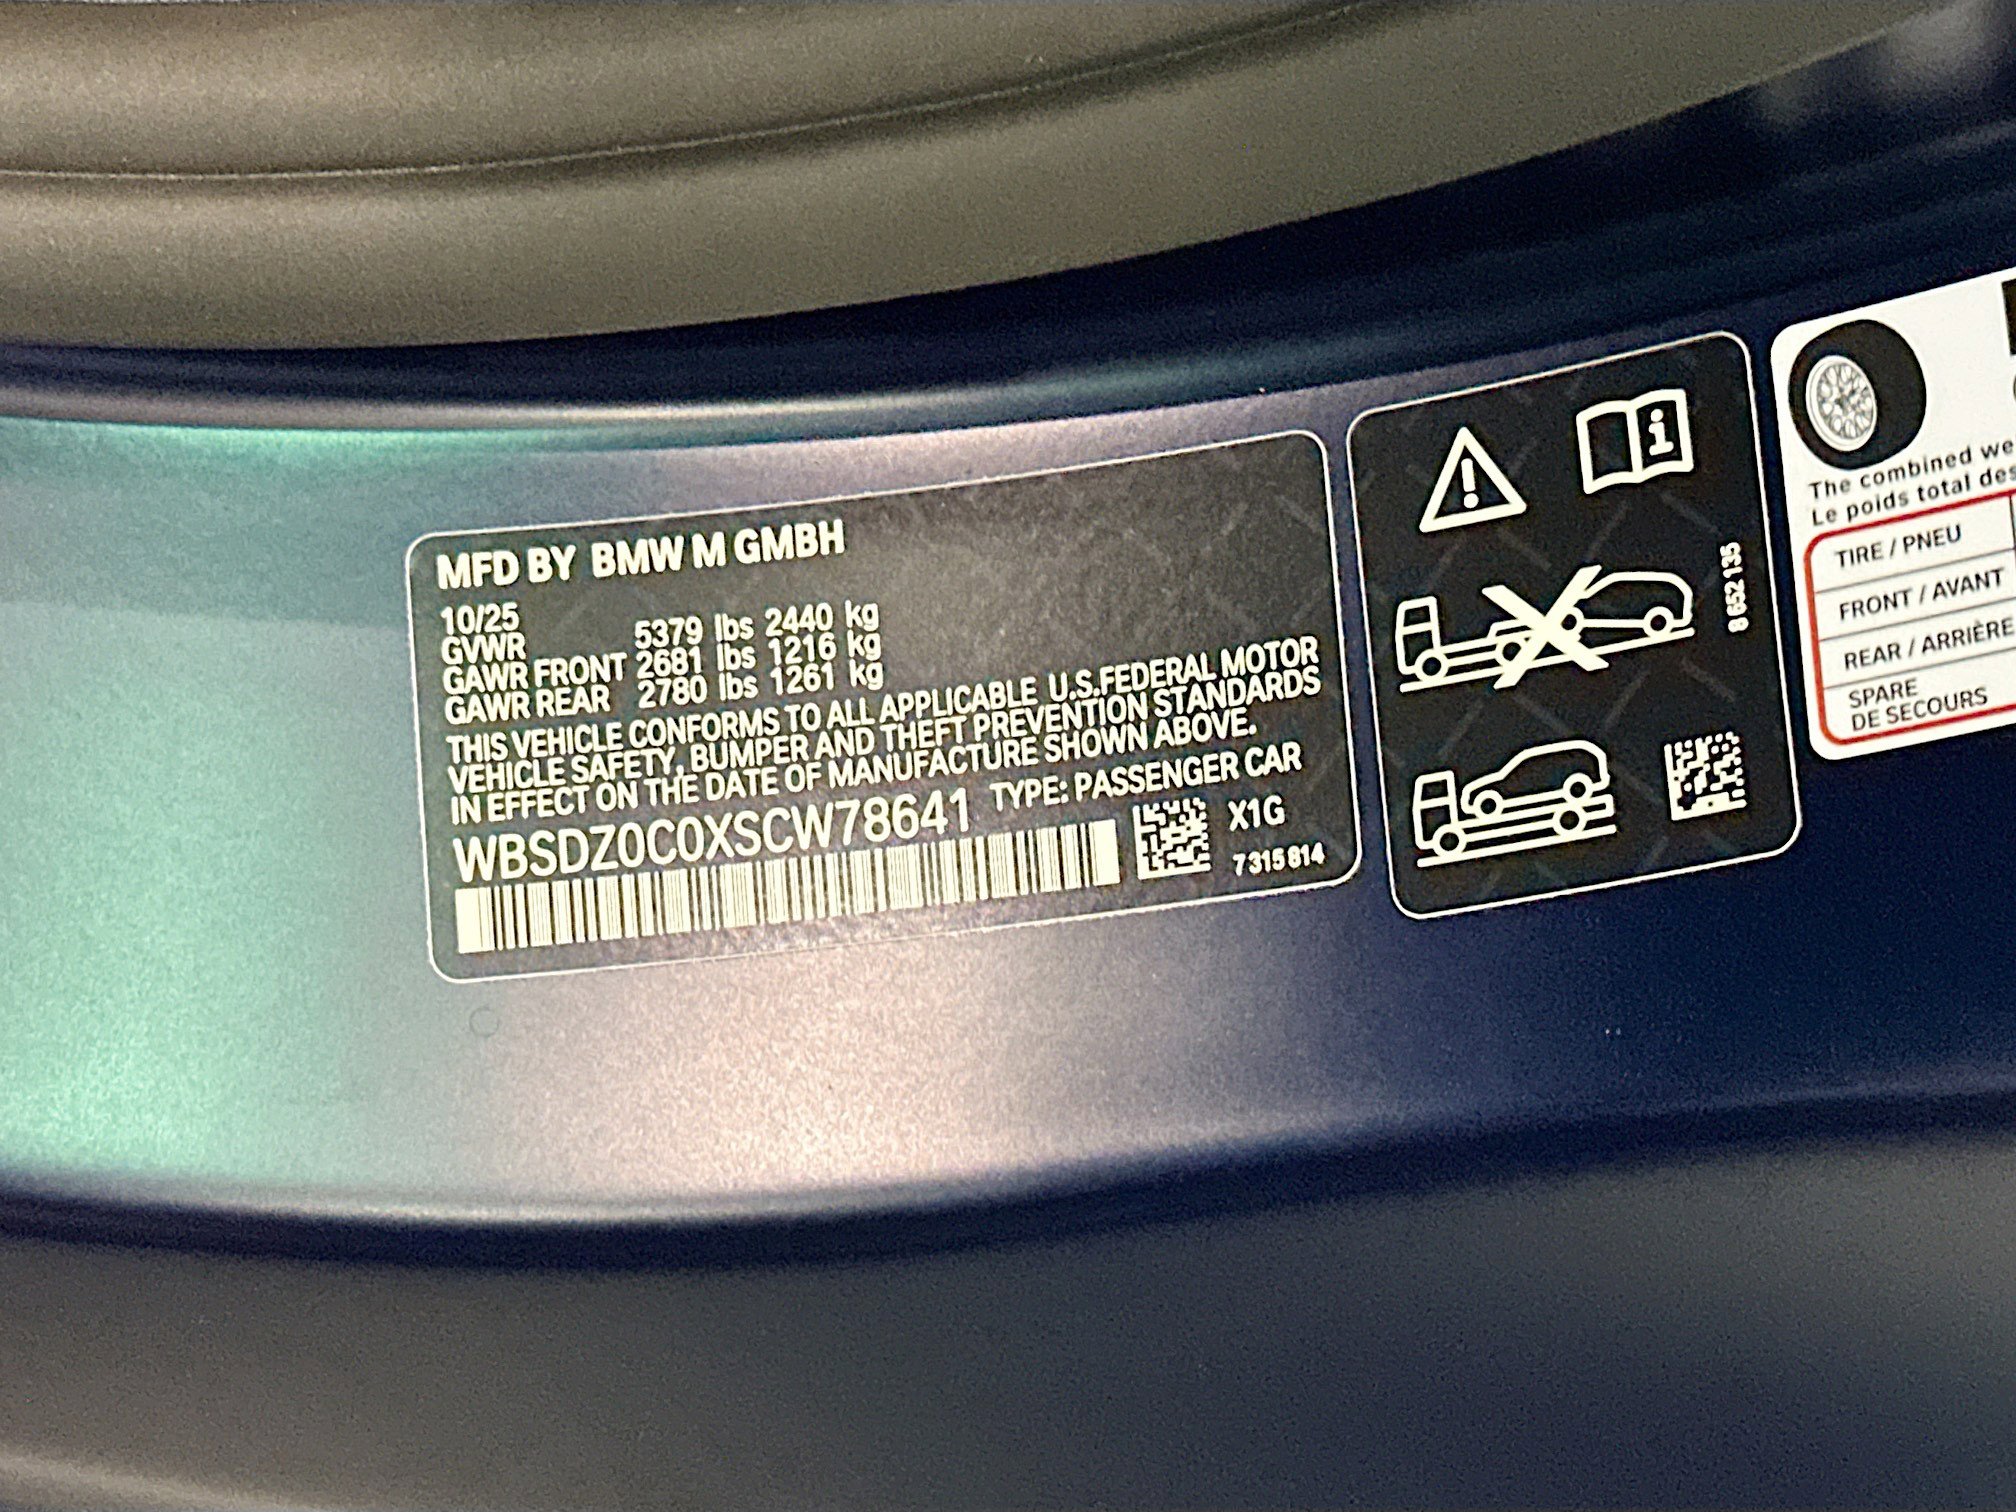 MFD BY BMW M GMBH
10/25
GVWR 5379 lbs 2440 kg
GAWR FRONT 2681 lbs 1216 kg
GAWR REAR 2780 lbs 1261 kg
THIS VEHICLE CONFORMS TO ALL APPLICABLE U.S.FEDERAL MOTOR
VEHICLE SAFETY, BUMPER AND THEFT PREVENTION STANDARDS
IN EFFECT ON THE DATE OF MANUFACTURE SHOWN ABOVE.
WBSDZ0C0XSCW78641 TYPE: PASSENGER CAR
X1G
7 315 814
8 652 135
The combined we
Le poids total des
TIRE / PNEU
FRONT / AVANT
REAR / ARRIÈRE
SPARE
DE SECOURS